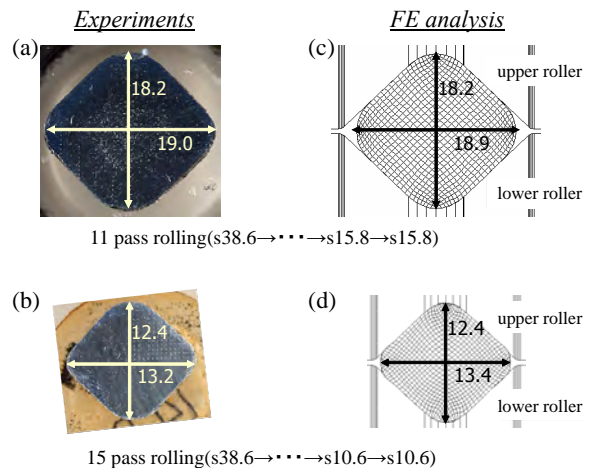 Experiments
FE analysis
(a)
(c)
upper roller
18.2
18.2
19.0
18.9
lower roller
11 pass rolling(s38.6→・・・→s15.8→s15.8)
(b)
(d)
upper roller
12.4
12.4
13.2
13.4
lower roller
15 pass rolling(s38.6→・・・→s10.6→s10.6)